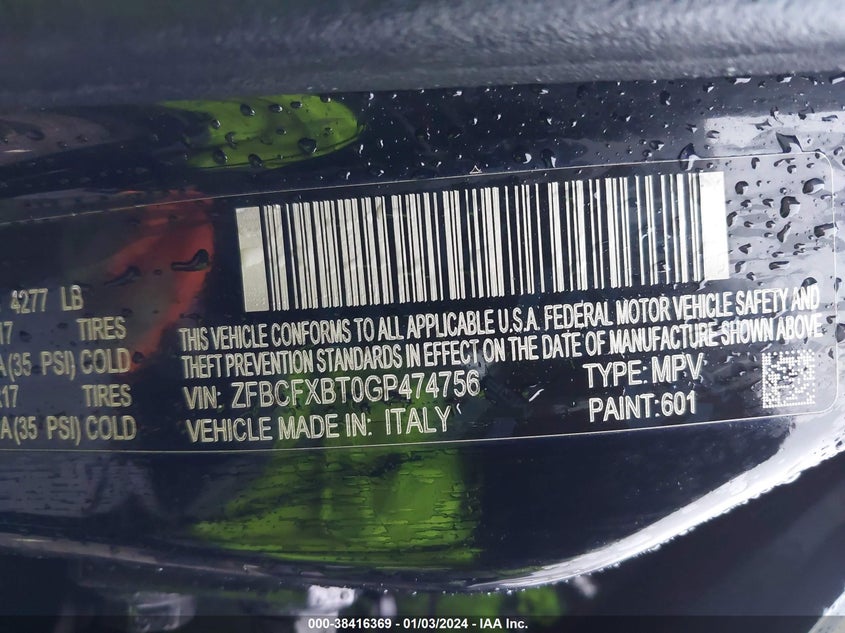 4277 LB
17 TIRES
A (35 PSI) COLD
17 TIRES
A (35 PSI) COLD
THIS VEHICLE CONFORMS TO ALL APPLICABLE U.S.A. FEDERAL MOTOR VEHICLE SAFETY AND
THEFT PREVENTION STANDARDS IN EFFECT ON THE DATE OF MANUFACTURE SHOWN ABOVE
VIN: ZFBCFXBT0GP474756 TYPE: MPV
VEHICLE MADE IN: ITALY PAINT:601
000-38416369 - 01/03/2024 - IAA Inc.